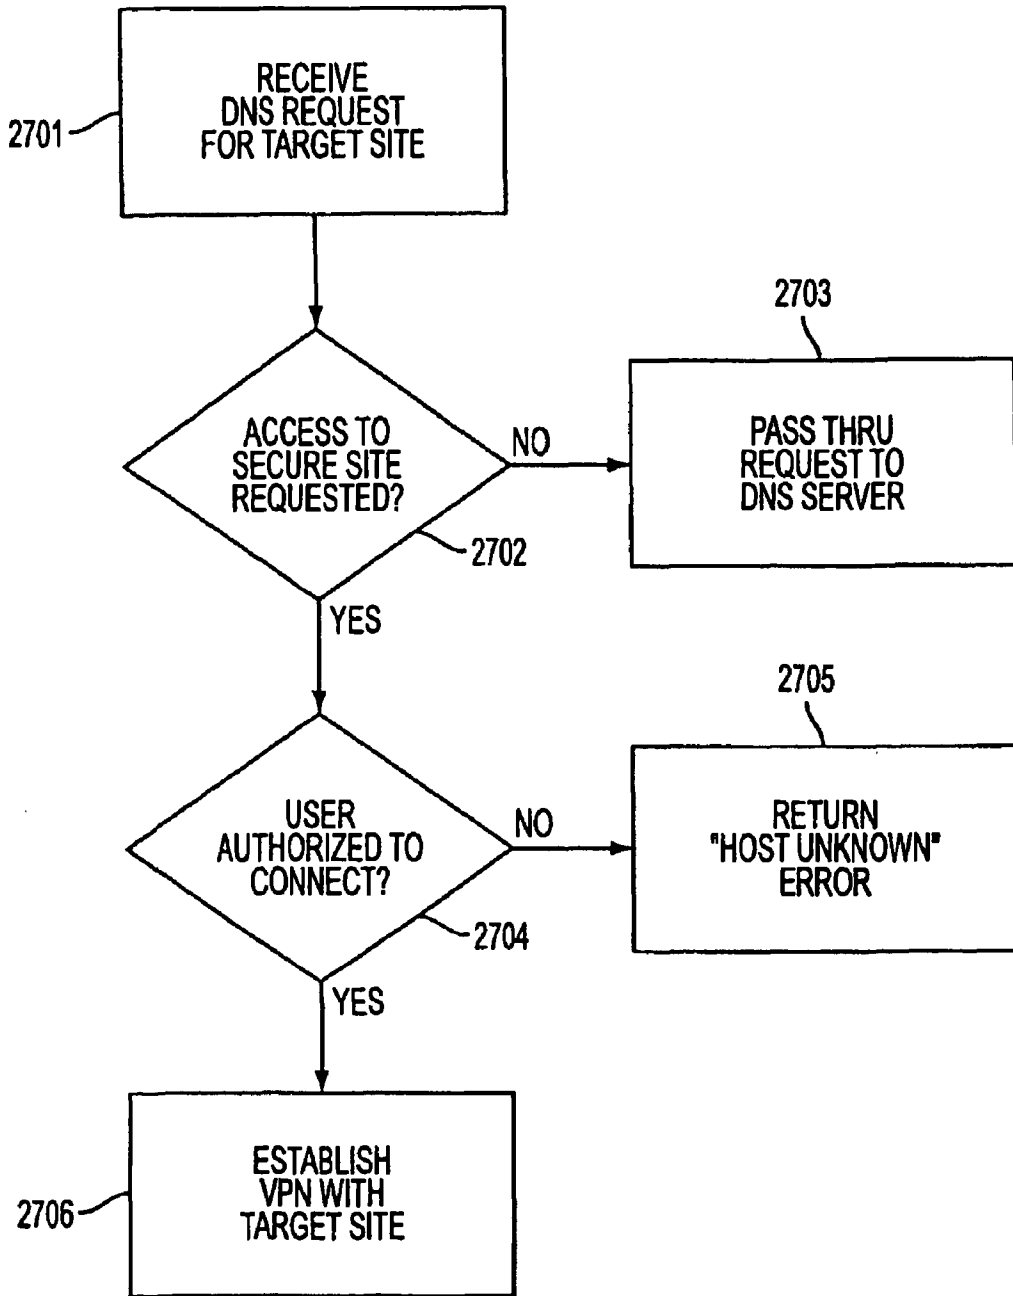 RECEIVE
DNS REQUEST
FOR TARGET SITE
2701
2703
ACCESS TO
SECURE SITE
REQUESTED?
NO
PASS THRU
REQUEST TO
DNS SERVER
2702
YES
2705
USER
AUTHORIZED TO
CONNECT?
NO
RETURN
"HOST UNKNOWN"
ERROR
2704
YES
ESTABLISH
VPN WITH
TARGET SITE
2706